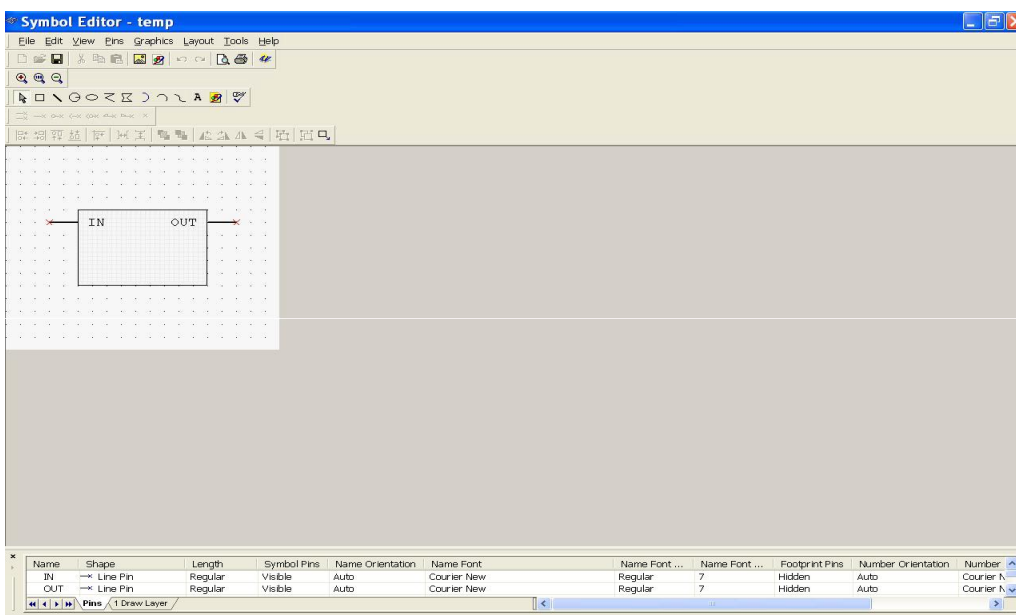 Symbol Editor - temp
File Edit View Pins Graphics Layout Tools Help
IN OUT
Name Shape Length Symbol Pins Name Orientation Name Font Name Font ... Name Font ... Footprint Pins Number Orientation Number
IN Line Pin Regular Visible Auto Courier New Regular 7 Hidden Auto Courier N
OUT Line Pin Regular Visible Auto Courier New Regular 7 Hidden Auto Courier N
Pins 1 Draw Layer